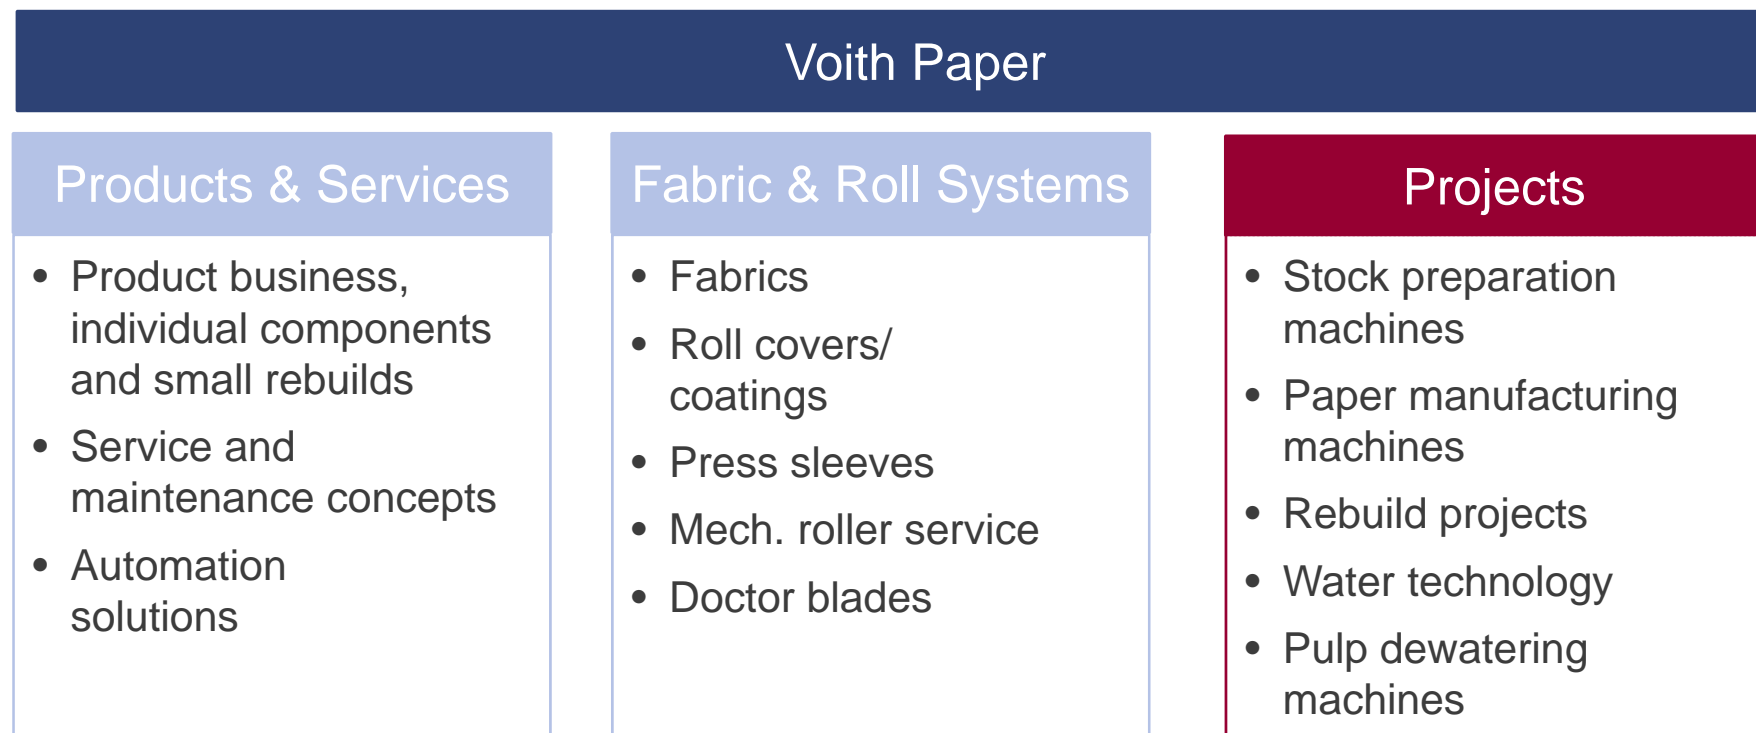 Voith Paper
Products & Services
• Product business,
individual components
and small rebuilds
• Service and
maintenance concepts
• Automation
solutions
Fabric & Roll Systems
• Fabrics
• Roll covers/
coatings
• Press sleeves
• Mech. roller service
• Doctor blades
Projects
• Stock preparation
machines
• Paper manufacturing
machines
• Rebuild projects
• Water technology
• Pulp dewatering
machines